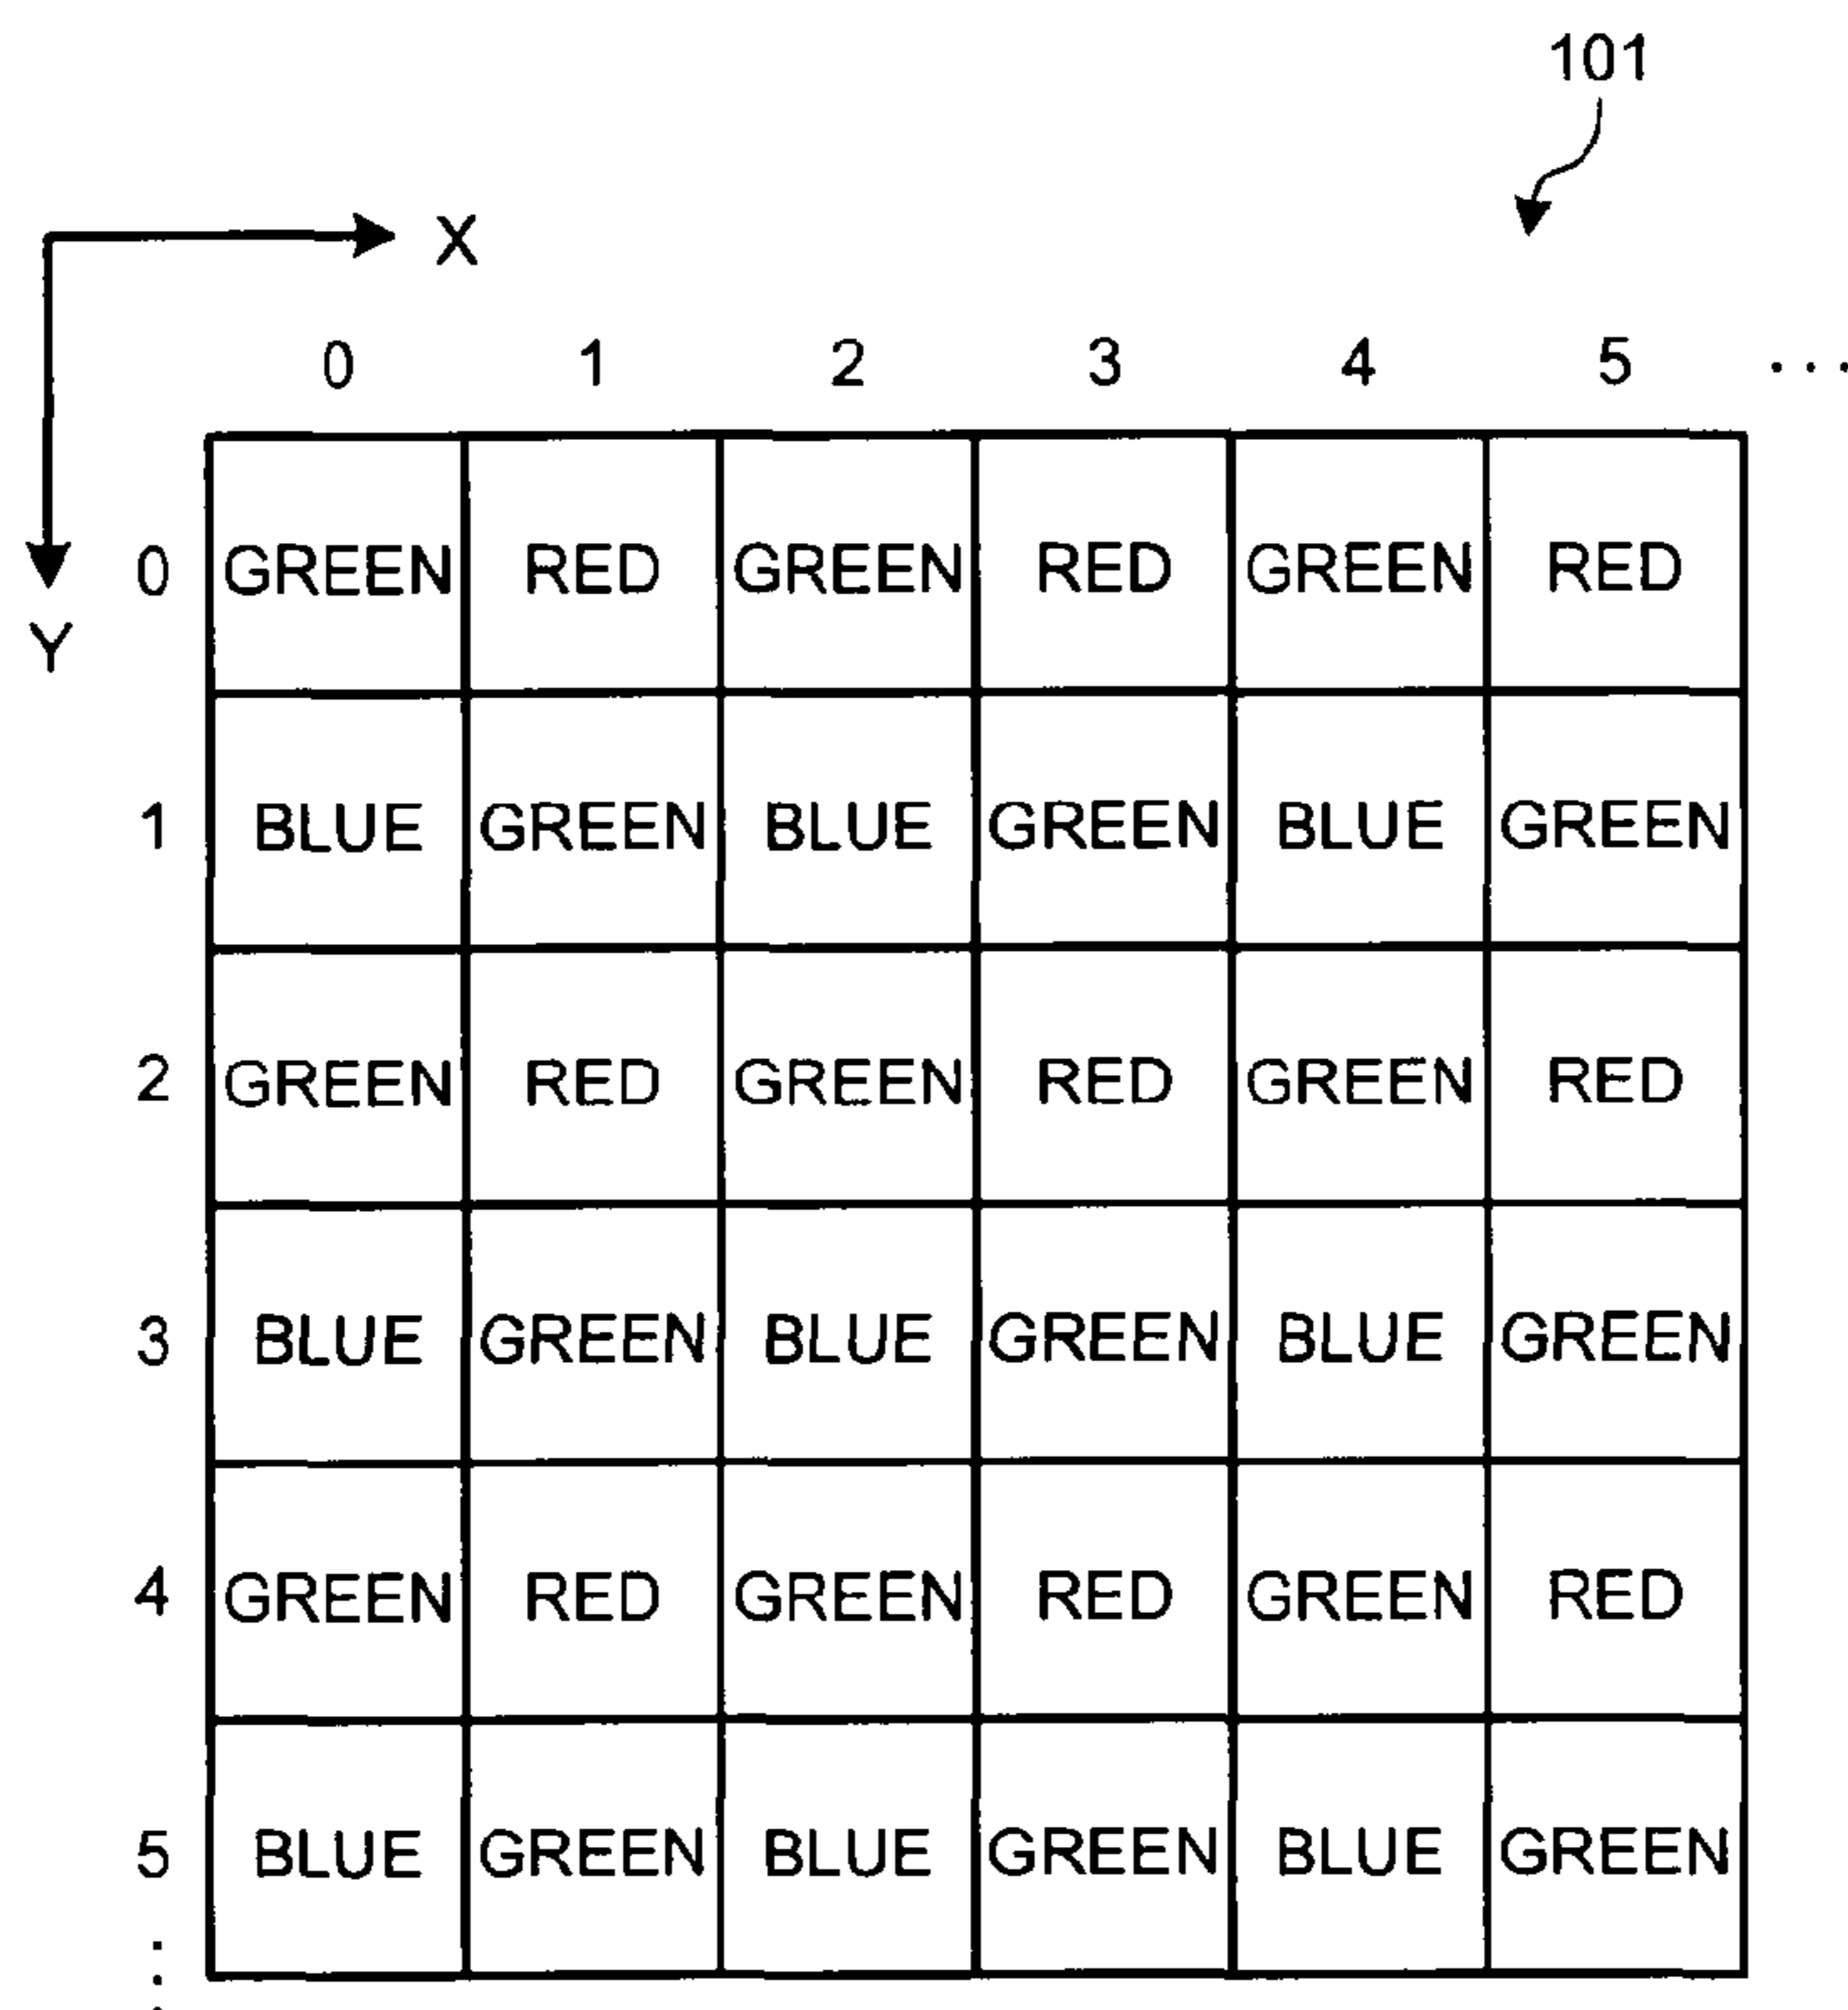 101
X
0 1 2 3 4 5 ...
0 GREEN RED GREEN RED GREEN RED
Y
1 BLUE GREEN BLUE GREEN BLUE GREEN
2 GREEN RED GREEN RED GREEN RED
3 BLUE GREEN BLUE GREEN BLUE GREEN
4 GREEN RED GREEN RED GREEN RED
5 BLUE GREEN BLUE GREEN BLUE GREEN
⋮